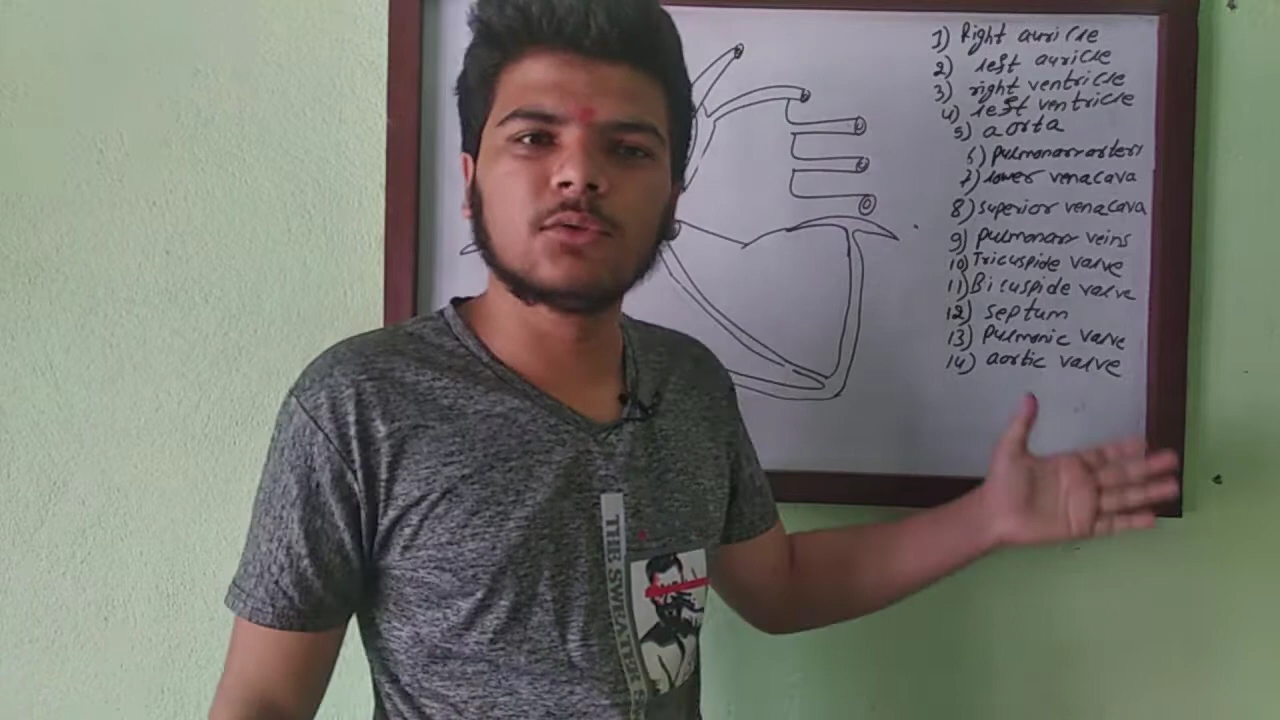 1) Right auricle
2) left auricle
3) right ventricle
4) left ventricle
5) aorta
6) pulmonary arteri
7) lower venacava
8) superior venacava
9) pulmonary veins
10) Tricuspide valve
11) Bicuspide valve
12) septum
13) pulmonic valve
14) aortic valve
THE SWEATER